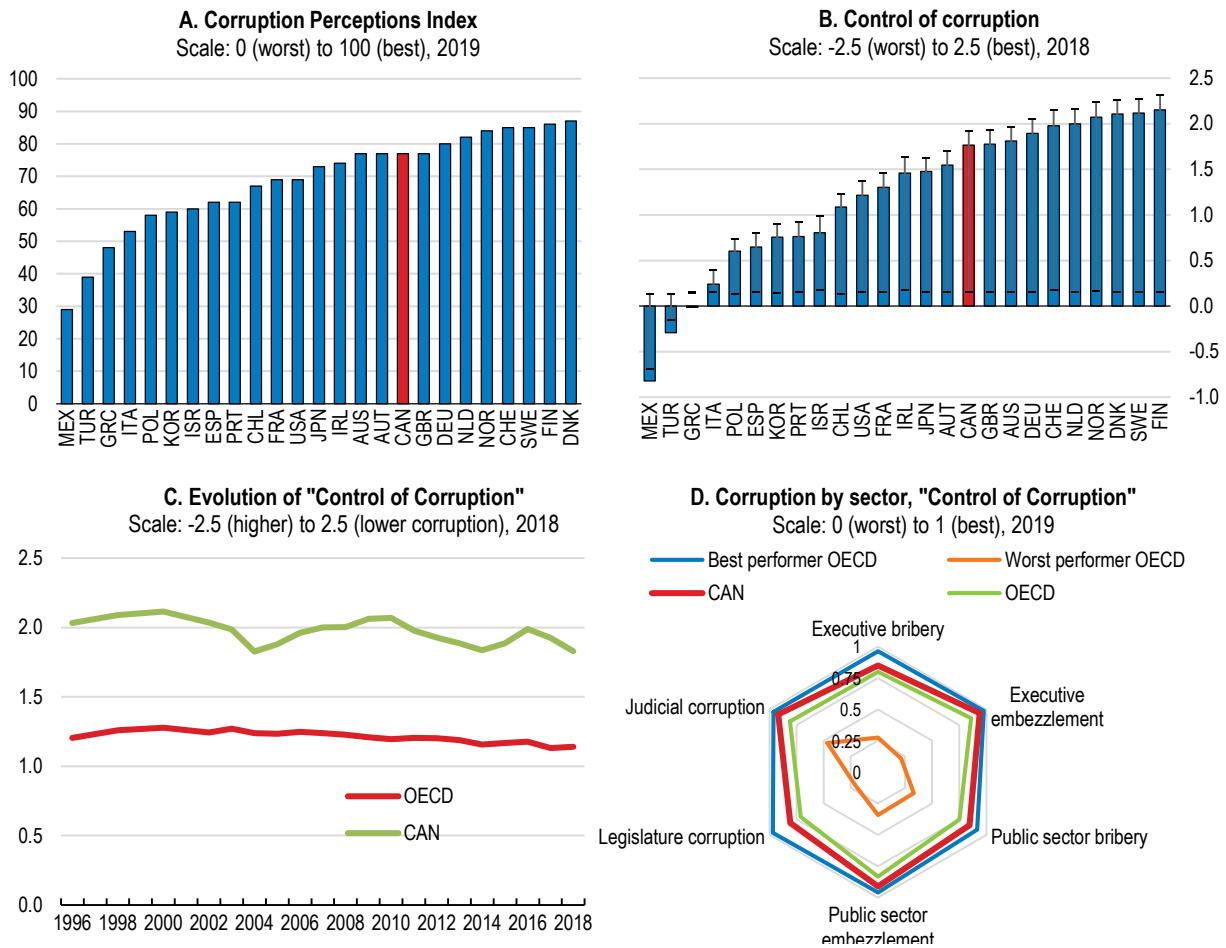 A. Corruption Perceptions Index
Scale: 0 (worst) to 100 (best), 2019
100
90
80
70
60
50
40
30
20
10
0
MEX TUR GRC ITA POL KOR ISR ESP PRT CHL FRA USA JPN IRL AUS AUT CAN GBR DEU NLD NOR CHE SWE FIN DNK
B. Control of corruption
Scale: -2.5 (worst) to 2.5 (best), 2018
2.5
2.0
1.5
1.0
0.5
0.0
-0.5
-1.0
MEX TUR GRC ITA POL ESP KOR PRT ISR CHL USA FRA IRL JPN AUT CAN GBR AUS DEU CHE NLD NOR DNK SWE FIN
C. Evolution of "Control of Corruption"
Scale: -2.5 (higher) to 2.5 (lower corruption), 2018
2.5
2.0
1.5
1.0
0.5
0.0
OECD
CAN
1996 1998 2000 2002 2004 2006 2008 2010 2012 2014 2016 2018
D. Corruption by sector, "Control of Corruption"
Scale: 0 (worst) to 1 (best), 2019
Best performer OECD
Worst performer OECD
CAN
OECD
Executive bribery
1
0.75
0.5
0.25
0
Executive
embezzlement
Public sector bribery
Public sector
embezzlement
Legislature corruption
Judicial corruption